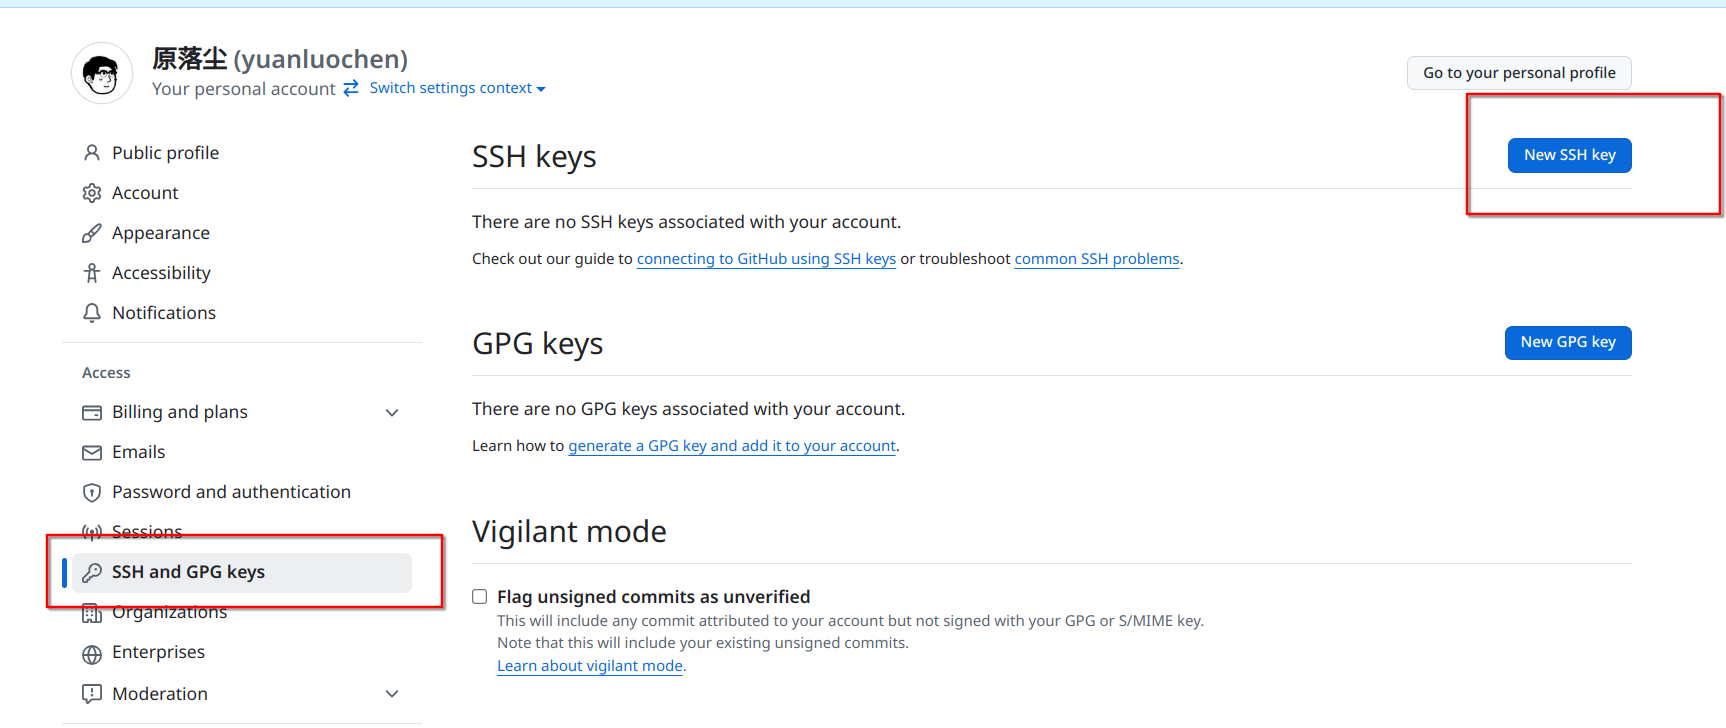 原落尘 (yuanluochen)
Your personal account Switch settings context
Go to your personal profile
Public profile
Account
Appearance
Accessibility
Notifications
Access
Billing and plans
Emails
Password and authentication
Sessions
SSH and GPG keys
Organizations
Enterprises
Moderation
SSH keys
New SSH key
There are no SSH keys associated with your account.
Check out our guide to connecting to GitHub using SSH keys or troubleshoot common SSH problems.
GPG keys
New GPG key
There are no GPG keys associated with your account.
Learn how to generate a GPG key and add it to your account.
Vigilant mode
Flag unsigned commits as unverified
This will include any commit attributed to your account but not signed with your GPG or S/MIME key.
Note that this will include your existing unsigned commits.
Learn about vigilant mode.